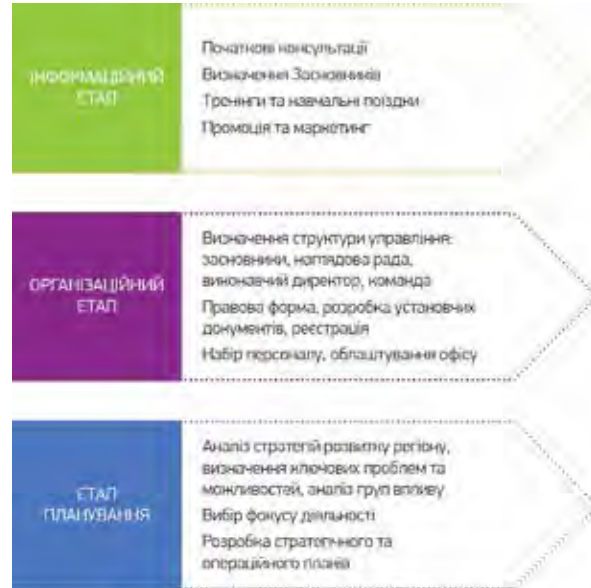 ІНФОРМАЦІЙНИЙ
ЕТАП
Початкові консультації
Визначення Засновників
Тренінги та навчальні поїздки
Промоція та маркетинг
ОРГАНІЗАЦІЙНИЙ
ЕТАП
Визначення структури управління:
засновники, наглядова рада,
виконавчий директор, команда
Правова форма, розробка установчих
документів, реєстрація
Набір персоналу, облаштування офісу
ЕТАП
ПЛАНУВАННЯ
Аналіз стратегій розвитку регіону,
визначення ключових проблем та
можливостей, аналіз груп впливу
Вибір фокусу діяльності
Розробка стратегічного та
операційного планів